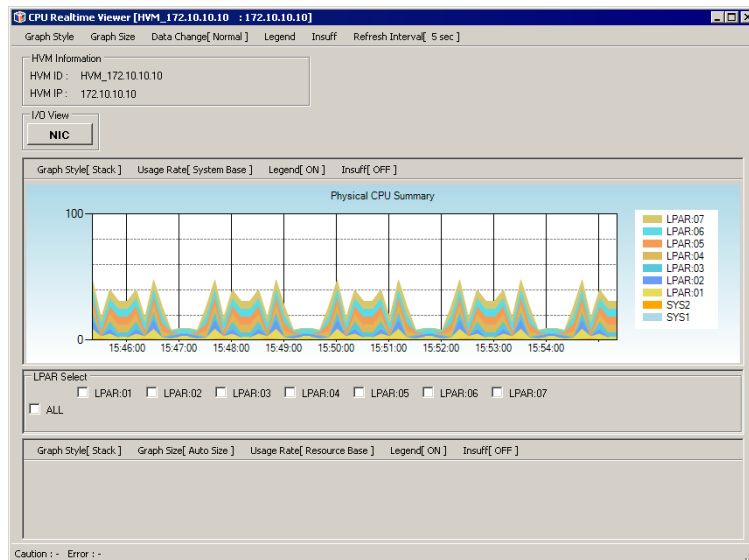 CPU Realtime Viewer [HVM_172.10.10.10   : 172.10.10.10]
Graph Style   Graph Size   Data Change[ Normal ]   Legend   Insuff   Refresh Interval[ 5 sec ]
HVM Information
HVM ID :   HVM_172.10.10.10
HVM IP :   172.10.10.10
I/O View
NIC
Graph Style[ Stack ]   Usage Rate[ System Base ]   Legend[ ON ]   Insuff[ OFF ]
Physical CPU Summary
100
0
15:46:00   15:47:00   15:48:00   15:49:00   15:50:00   15:51:00   15:52:00   15:53:00   15:54:00
LPAR:07
LPAR:06
LPAR:05
LPAR:04
LPAR:03
LPAR:02
LPAR:01
SYS2
SYS1
LPAR Select
LPAR:01   LPAR:02   LPAR:03   LPAR:04   LPAR:05   LPAR:06   LPAR:07
ALL
Graph Style[ Stack ]   Graph Size[ Auto Size ]   Usage Rate[ Resource Base ]   Legend[ ON ]   Insuff[ OFF ]
Caution : -   Error : -